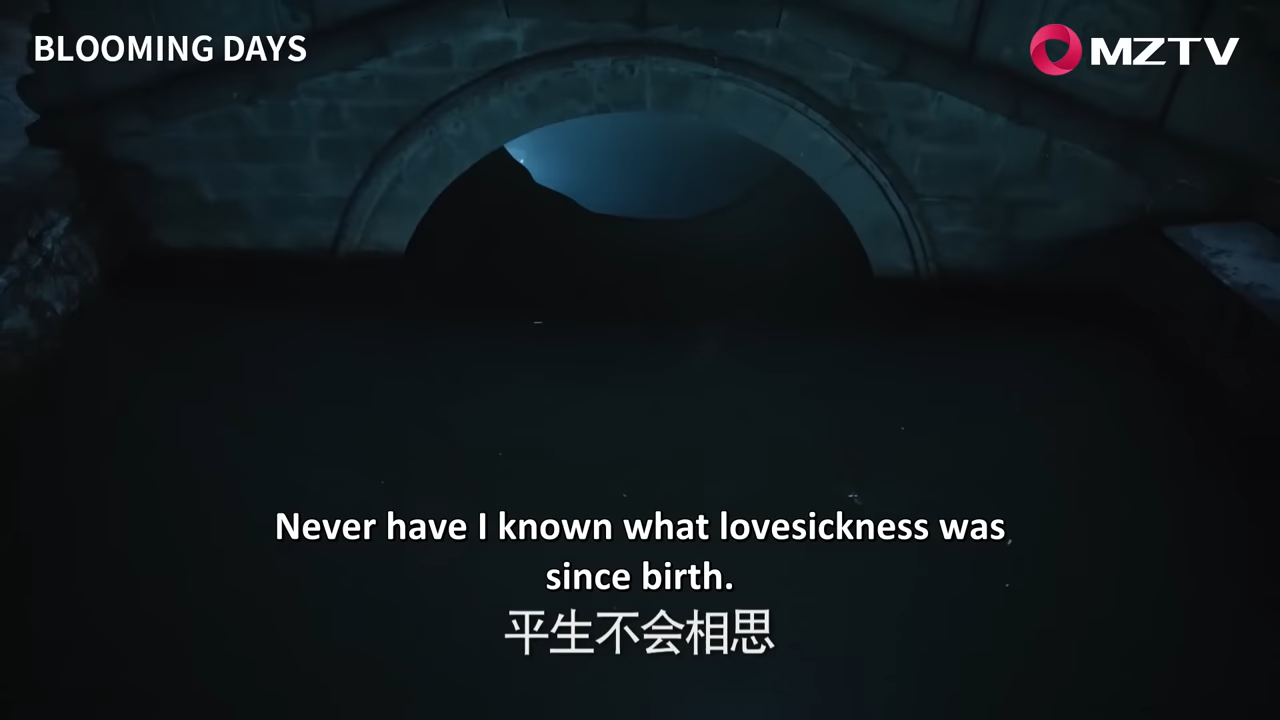 BLOOMING DAYS
MZTV
Never have I known what lovesickness was
since birth.
平生不会相思